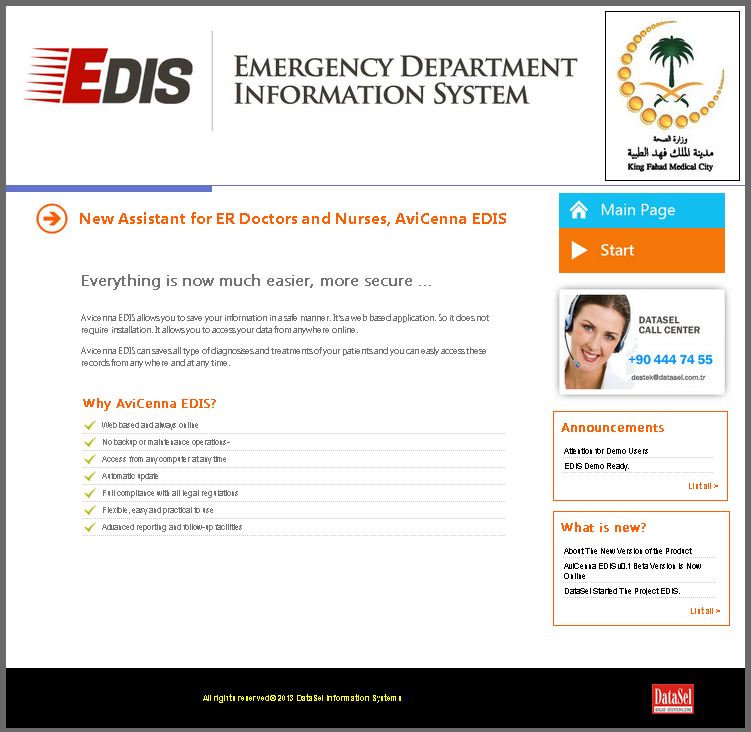 EDIS
EMERGENCY DEPARTMENT
INFORMATION SYSTEM
وزارة الصحة
مدينة الملك فهد الطبية
King Fahad Medical City
New Assistant for ER Doctors and Nurses, AviCenna EDIS
Main Page
Start
Everything is now much easier, more secure ...
Avicenna EDIS allows you to save your information in a safe manner. It's a web based application. So it does not
require installation. It allows you to access your data from anywhere online.
Avicenna EDIS can saves all type of diagnosises and treatments of your patients and you can easly access these
records from any where and at any time.
DATASEL
CALL CENTER
+90 444 74 55
destek@datasel.com.tr
Why AviCenna EDIS?
Web based and always online
No backup or maintenance operations-
Access from any computer at any time
Automatic update
Full compliance with all legal regulations
Flexible, easy and practical to use
Advanced reporting and follow-up facilities
Announcements
Attention for Demo Users
EDIS Demo Ready.
List all >
What is new?
About The New Version of the Product
AviCenna EDIS v0.1 Beta Version is Now
Online
DataSel Started The Project EDIS.
List all >
All rights reserved © 2013 DataSel Information Systems
DataSel
BİLGİ SİSTEMLERİ